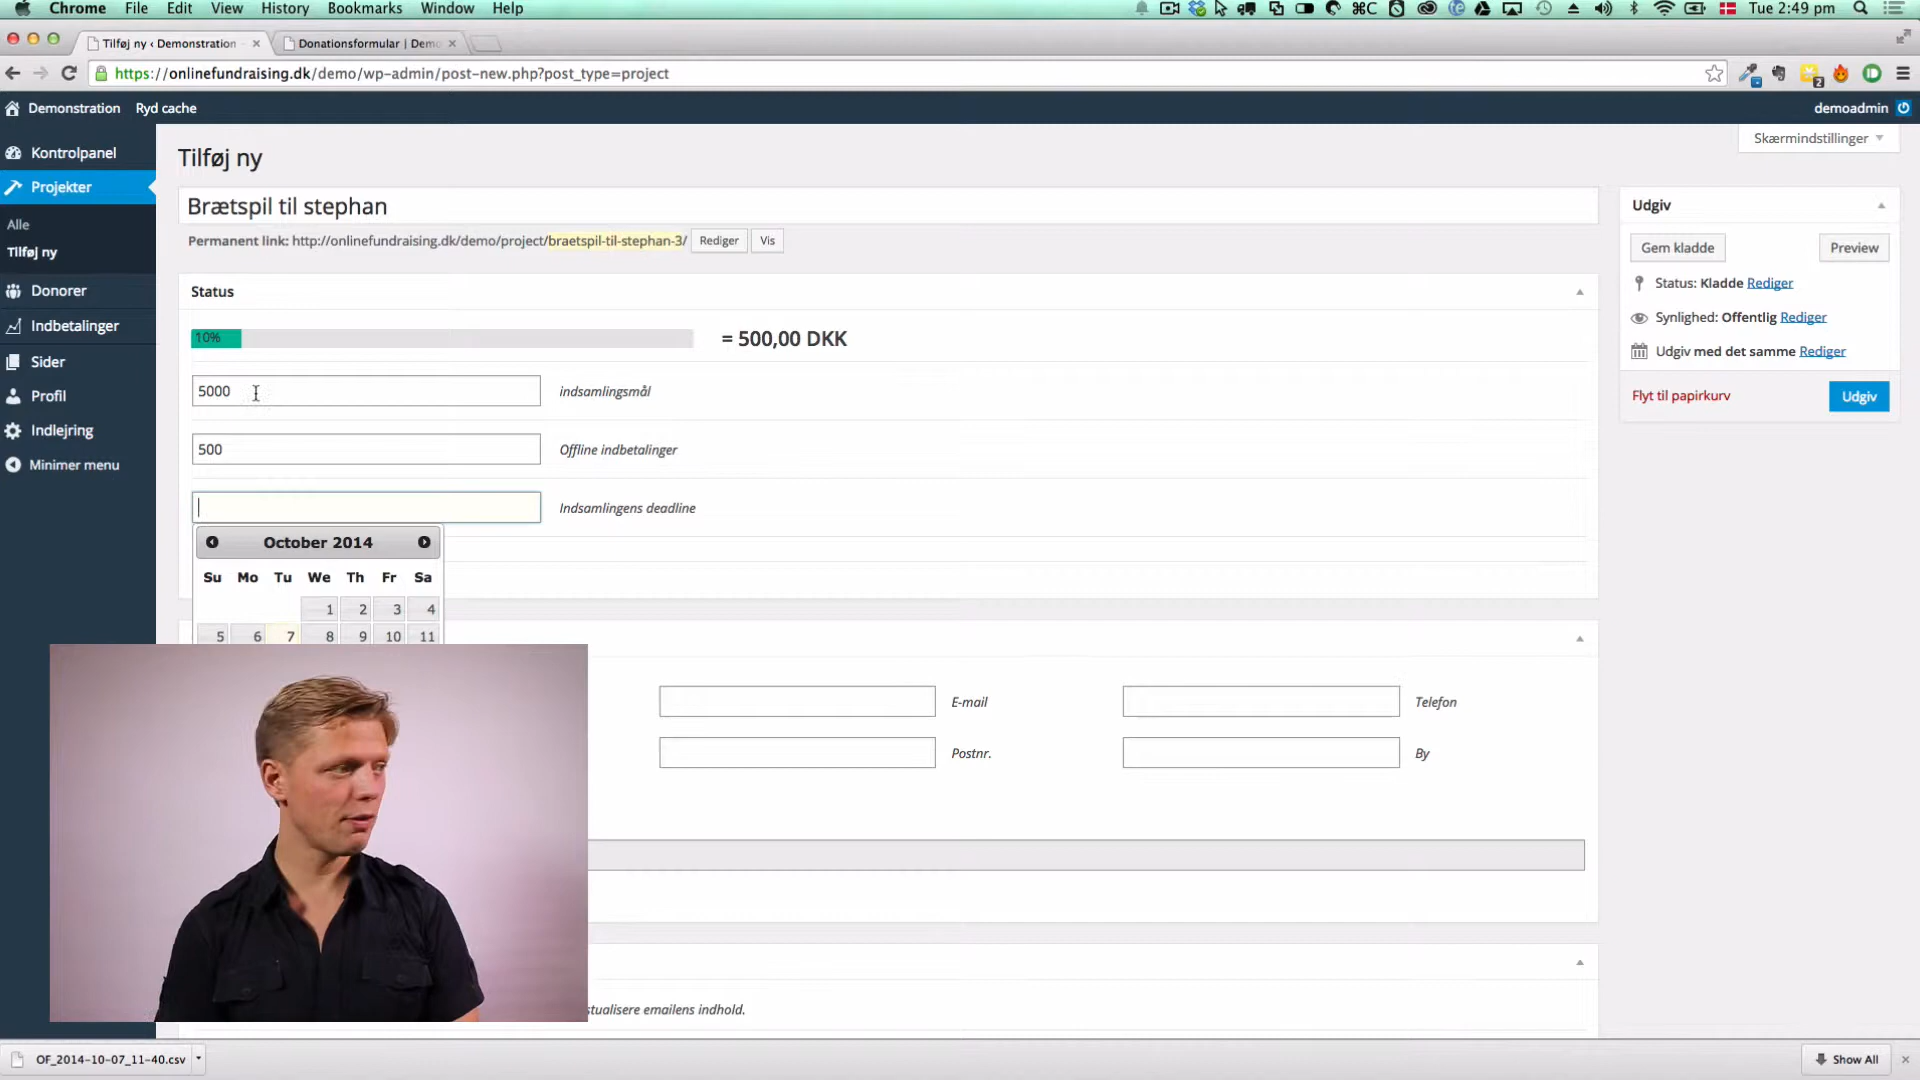 Chrome File Edit View History Bookmarks Window Help
Tue 2:49 pm
Tilføj ny ‹ Demonstration
Donationsformular | Demo
https://onlinefundraising.dk/demo/wp-admin/post-new.php?post_type=project
2
Demonstration Ryd cache
demoadmin
Skærmindstillinger
Kontrolpanel
Projekter
Alle
Tilføj ny
Donorer
Indbetalinger
Sider
Profil
Indlejring
Minimer menu
Tilføj ny
Brætspil til stephan
Permanent link: http://onlinefundraising.dk/demo/project/braetspil-til-stephan-3/ Rediger Vis
Status
10% = 500,00 DKK
5000 indsamlingsmål
500 Offline indbetalinger
Indsamlingens deadline
October 2014
Su Mo Tu We Th Fr Sa
1 2 3 4
5 6 7 8 9 10 11
E-mail Telefon
Postnr. By
stualisere emailens indhold.
Udgiv
Gem kladde Preview
Status: Kladde Rediger
Synlighed: Offentlig Rediger
Udgiv med det samme Rediger
Flyt til papirkurv Udgiv
OF_2014-10-07_11-40.csv
Show All